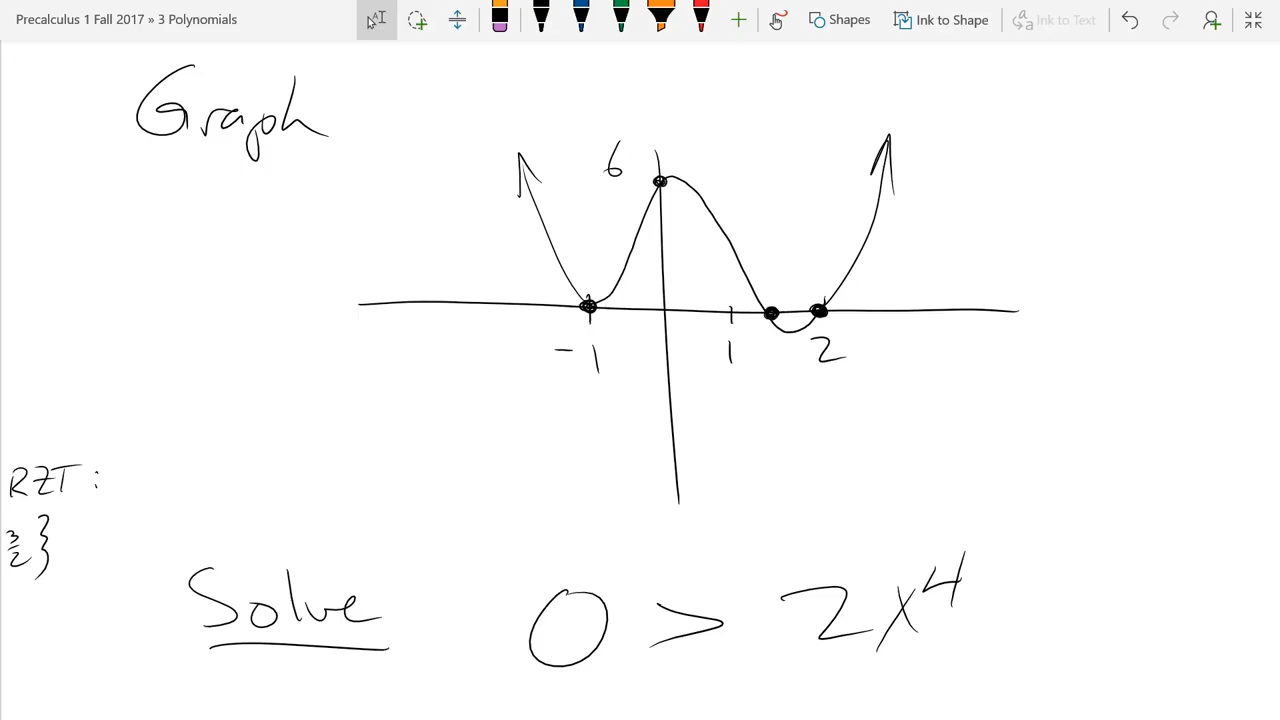 Precalculus 1 Fall 2017 » 3 Polynomials
Shapes
Ink to Shape
Ink to Text
Graph
6
-1
1
2
RZT:
3/2}
Solve 0 > 2x⁴